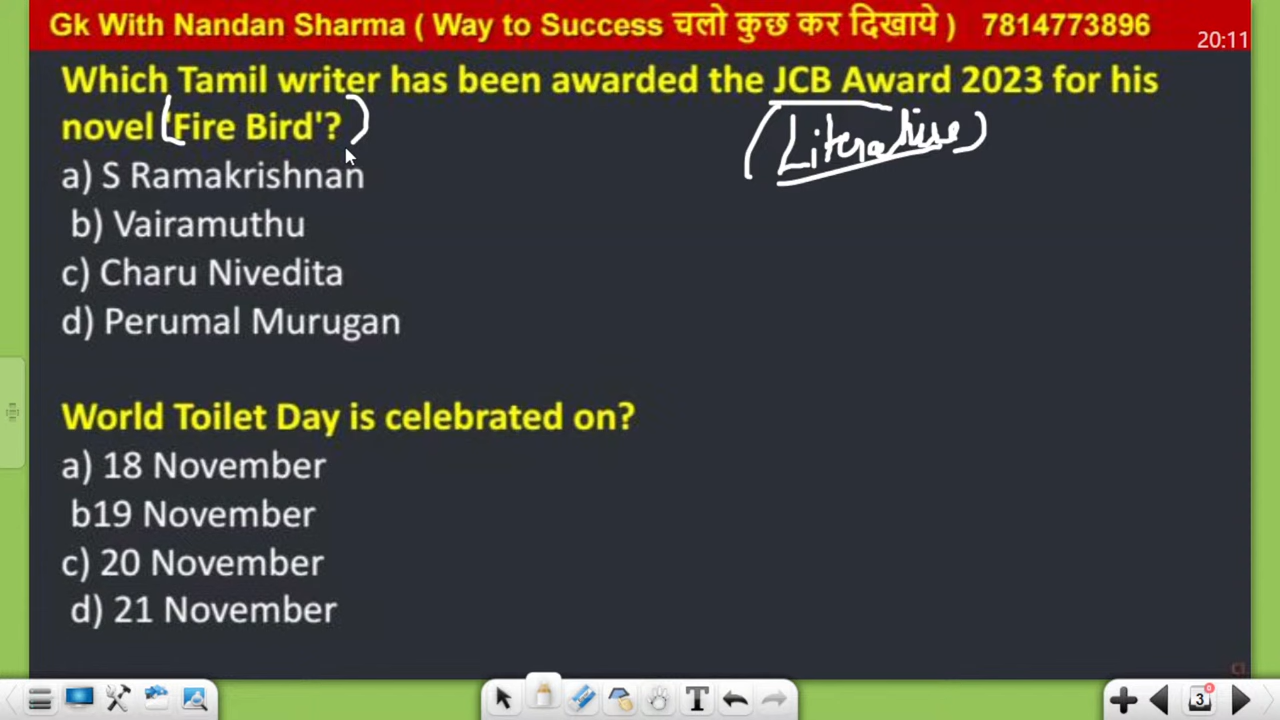 Gk With Nandan Sharma ( Way to Success चलो कुछ कर दिखाये ) 7814773896
20:11
Which Tamil writer has been awarded the JCB Award 2023 for his
novel 'Fire Bird'?
(Literature)
a) S Ramakrishnan
b) Vairamuthu
c) Charu Nivedita
d) Perumal Murugan
World Toilet Day is celebrated on?
a) 18 November
b19 November
c) 20 November
d) 21 November
T
3